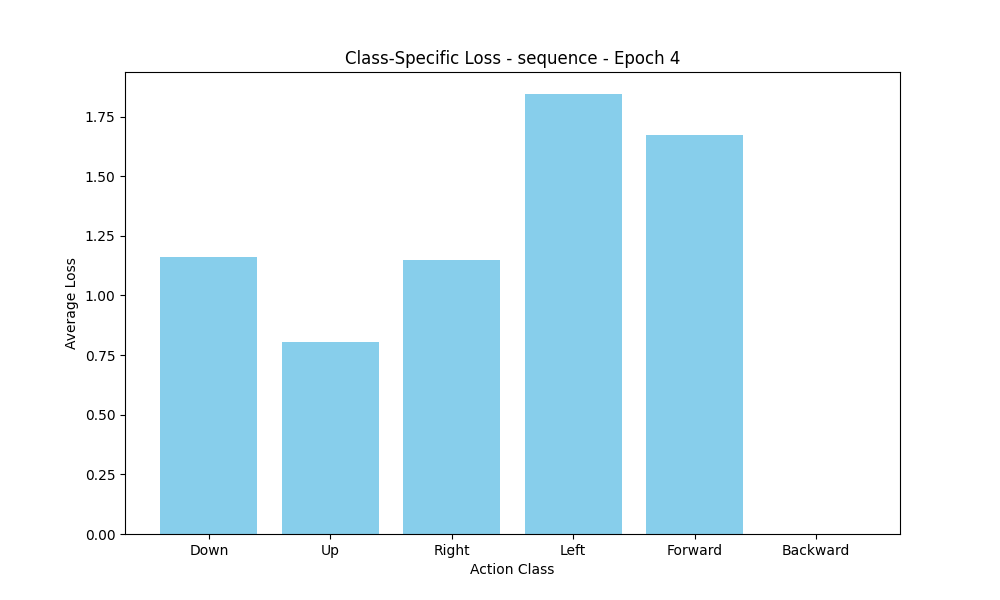 Class-Specific Loss - sequence - Epoch 4
Average Loss
1.75
1.50
1.25
1.00
0.75
0.50
0.25
0.00
Down Up Right Left Forward Backward
Action Class